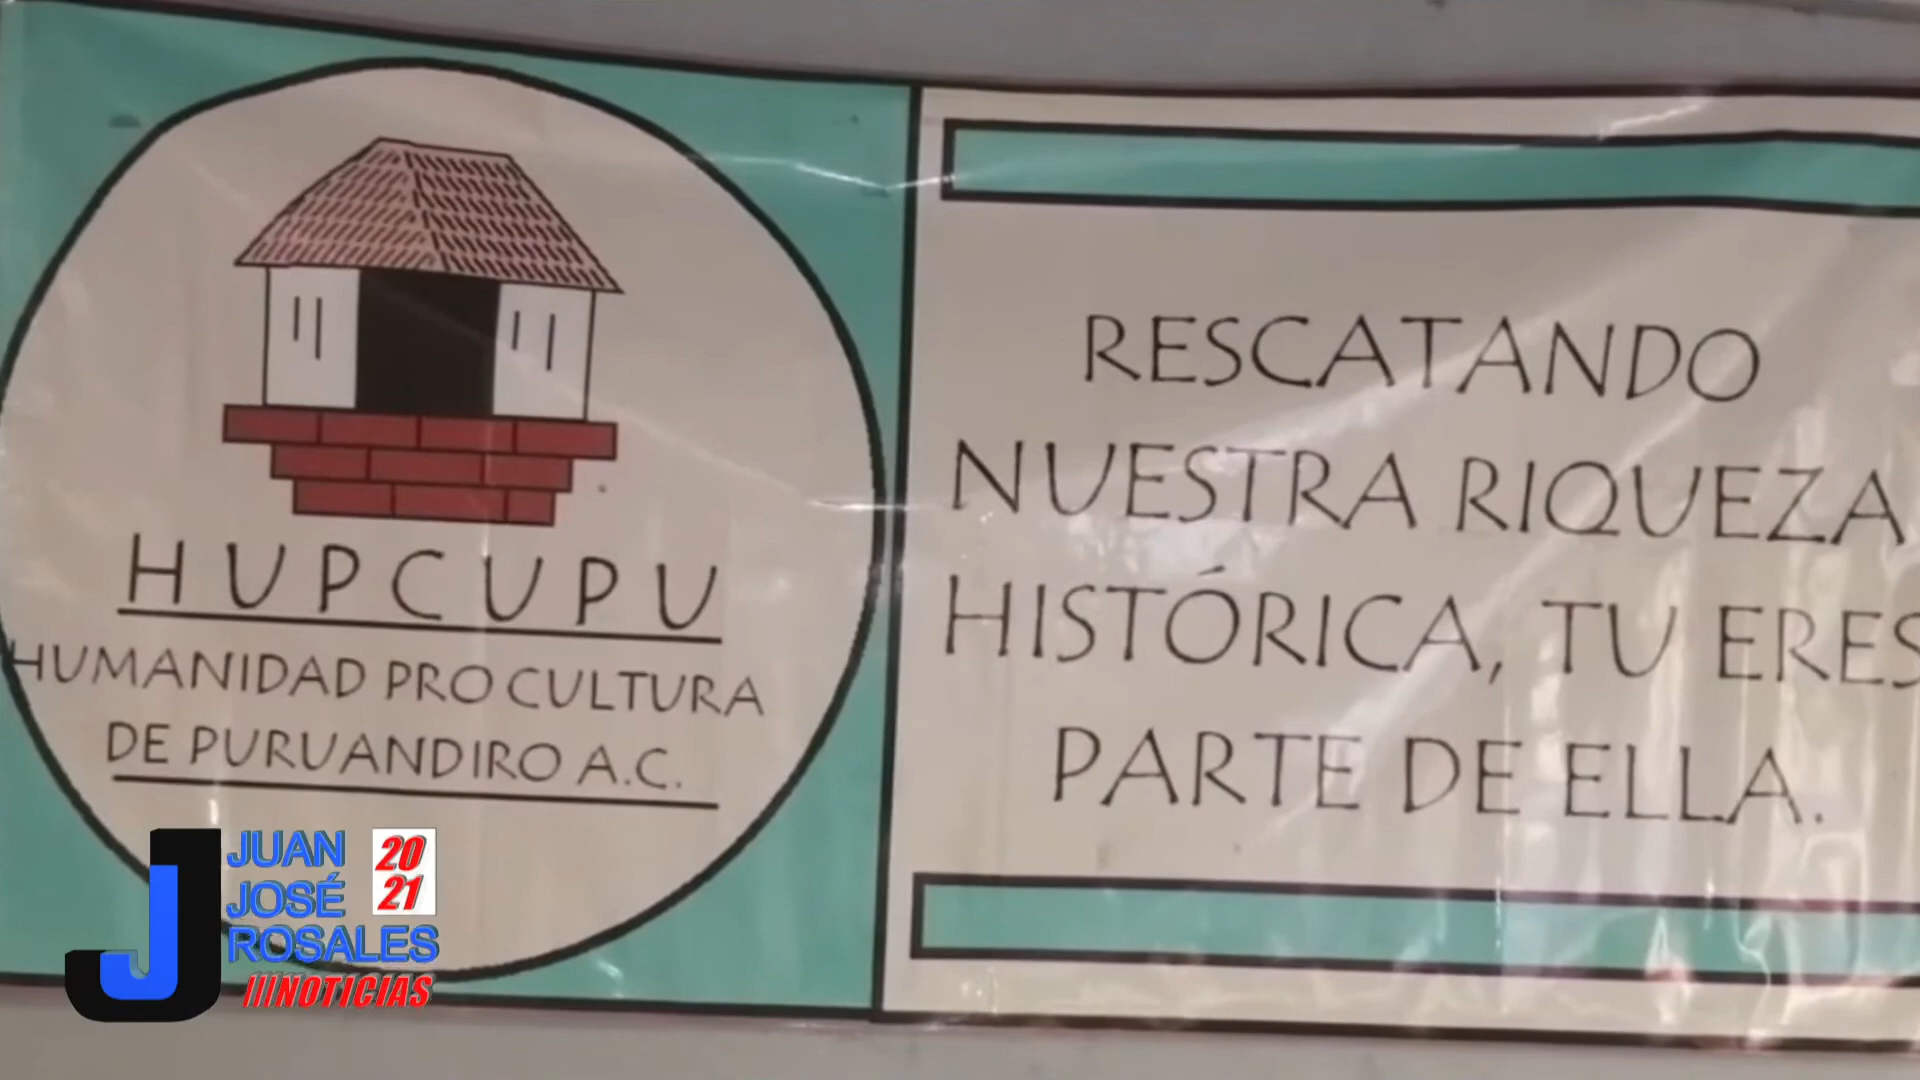 HUPCUPU
HUMANIDAD PRO CULTURA
DE PURUANDIRO A.C.
RESCATANDO
NUESTRA RIQUEZA
HISTÓRICA, TU ERES
PARTE DE ELLA.
J
JUAN
JOSÉ
ROSALES
20
21
///NOTICIAS